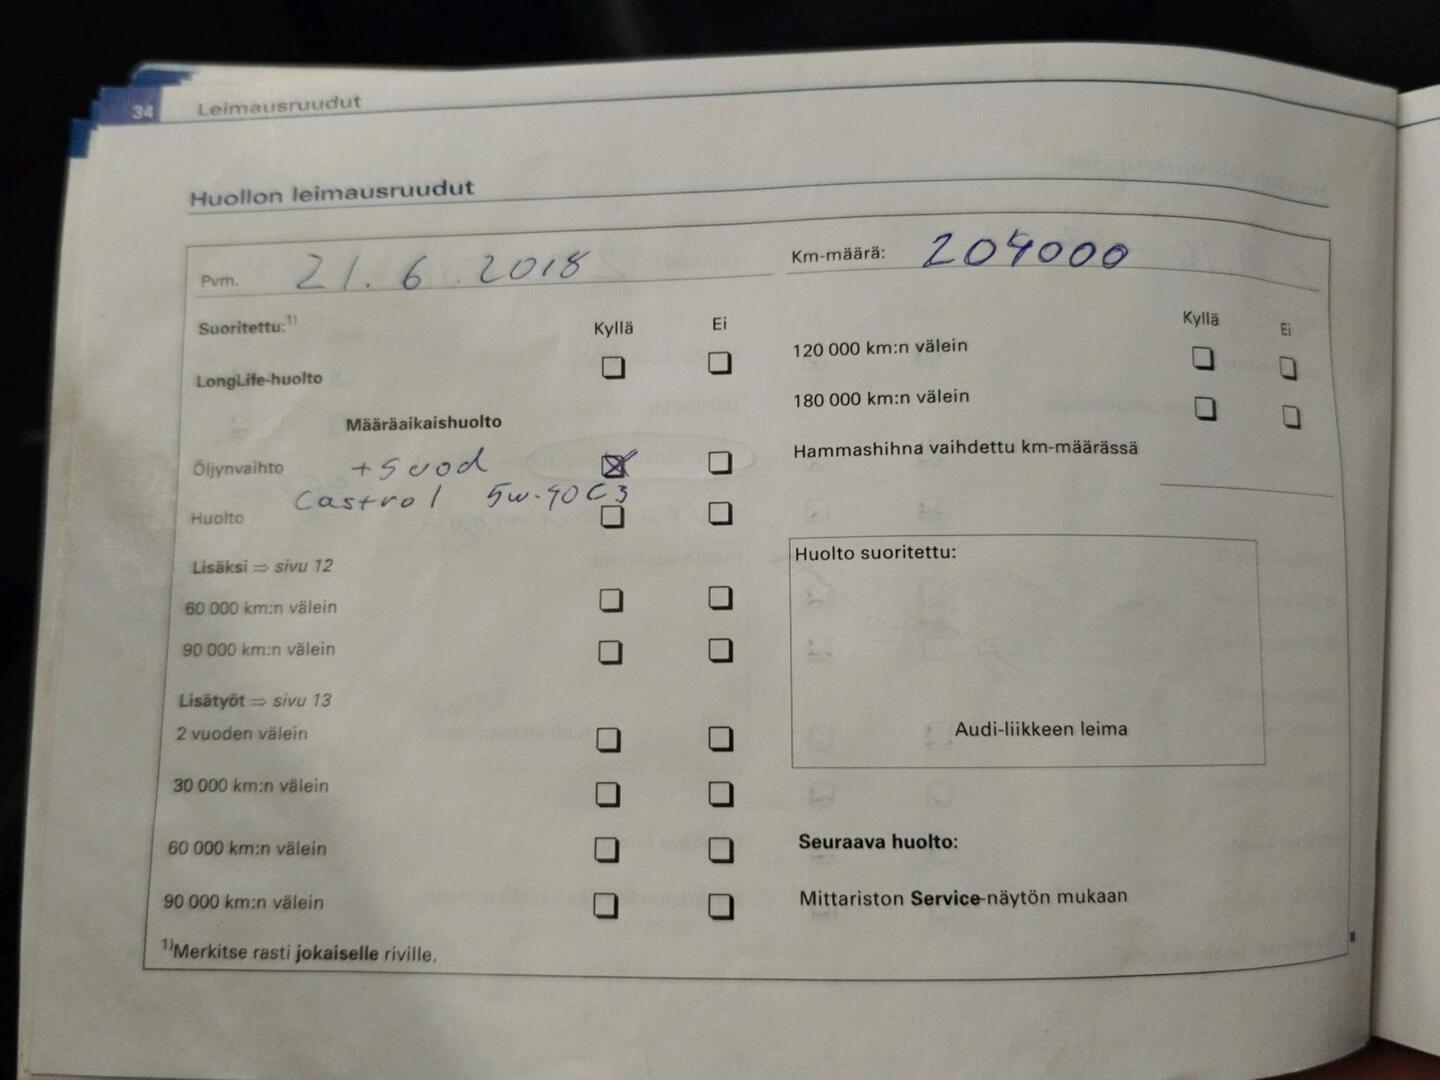 34 Leimausruudut
Huollon leimausruudut
Pvm. 21.6.2018
Suoritettu:1) Kyllä Ei
LongLife-huolto
Määräaikaishuolto
Öljynvaihto + suod
Castrol 5w-40 C3
Huolto
Lisäksi ⇒ sivu 12
60 000 km:n välein
90 000 km:n välein
Lisätyöt ⇒ sivu 13
2 vuoden välein
30 000 km:n välein
60 000 km:n välein
90 000 km:n välein
1)Merkitse rasti jokaiselle riville.
Km-määrä: 204000
Kyllä Ei
120 000 km:n välein
180 000 km:n välein
Hammashihna vaihdettu km-määrässä
Huolto suoritettu:
Audi-liikkeen leima
Seuraava huolto:
Mittariston Service-näytön mukaan